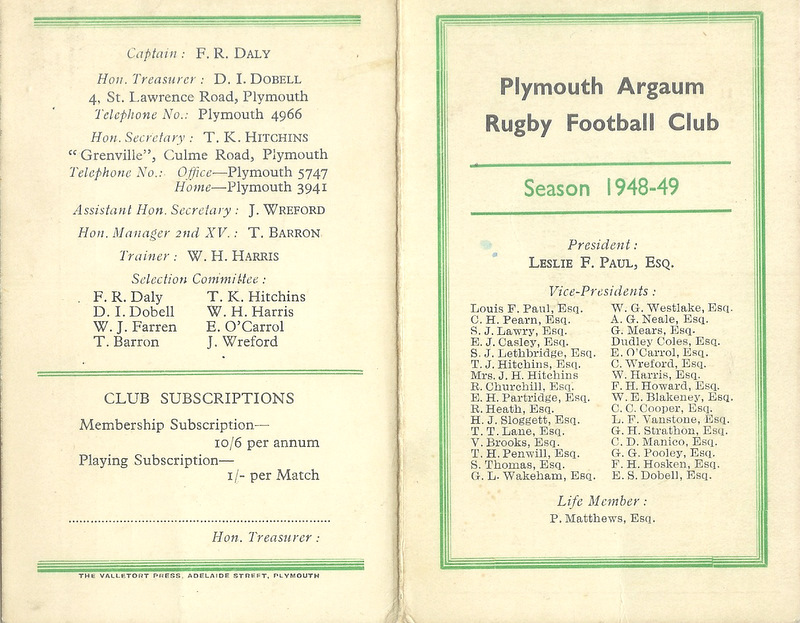 Captain : F. R. DALY
Hon. Treasurer : D. I. DOBELL
4, St. Lawrence Road, Plymouth
Telephone No.: Plymouth 4966
Hon. Secretary : T. K. HITCHINS
“ Grenville”, Culme Road, Plymouth
Telephone No.: Office—Plymouth 5747
Home—Plymouth 3941
Assistant Hon. Secretary : J. WREFORD
Hon. Manager 2nd XV. : T. BARRON
Trainer : W. H. HARRIS
Selection Committee :
F. R. Daly T. K. Hitchins
D. I. Dobell W. H. Harris
W. J. Farren E. O’Carrol
T. Barron J. Wreford
CLUB SUBSCRIPTIONS
Membership Subscription—
10/6 per annum
Playing Subscription—
1/- per Match
Hon. Treasurer :
THE VALLETORT PRESS, ADELAIDE STREET, PLYMOUTH
Plymouth Argaum
Rugby Football Club
Season 1948-49
President :
LESLIE F. PAUL, ESQ.
Vice-Presidents :
Louis F. Paul, Esq. W. G. Westlake, Esq.
C. H. Pearn, Esq. A. G. Neale, Esq.
S. J. Lawry, Esq. G. Mears, Esq.
E. J. Casley, Esq. Dudley Coles, Esq.
S. J. Lethbridge, Esq. E. O’Carrol, Esq.
T. J. Hitchins, Esq. C. Wreford, Esq.
Mrs. J. H. Hitchins W. Harris, Esq.
R. Churchill, Esq. F. H. Howard, Esq.
E. H. Partridge, Esq. W. E. Blakeney, Esq.
R. Heath, Esq. C. C. Cooper, Esq.
H. J. Sloggett, Esq. L. F. Vanstone, Esq.
T. T. Lane, Esq. G. H. Strathon, Esq.
V. Brooks, Esq. C. D. Manico, Esq.
T. H. Penwill, Esq. G. G. Pooley, Esq.
S. Thomas, Esq. F. H. Hosken, Esq.
G. L. Wakeham, Esq. E. S. Dobell, Esq.
Life Member :
P. Matthews, Esq.